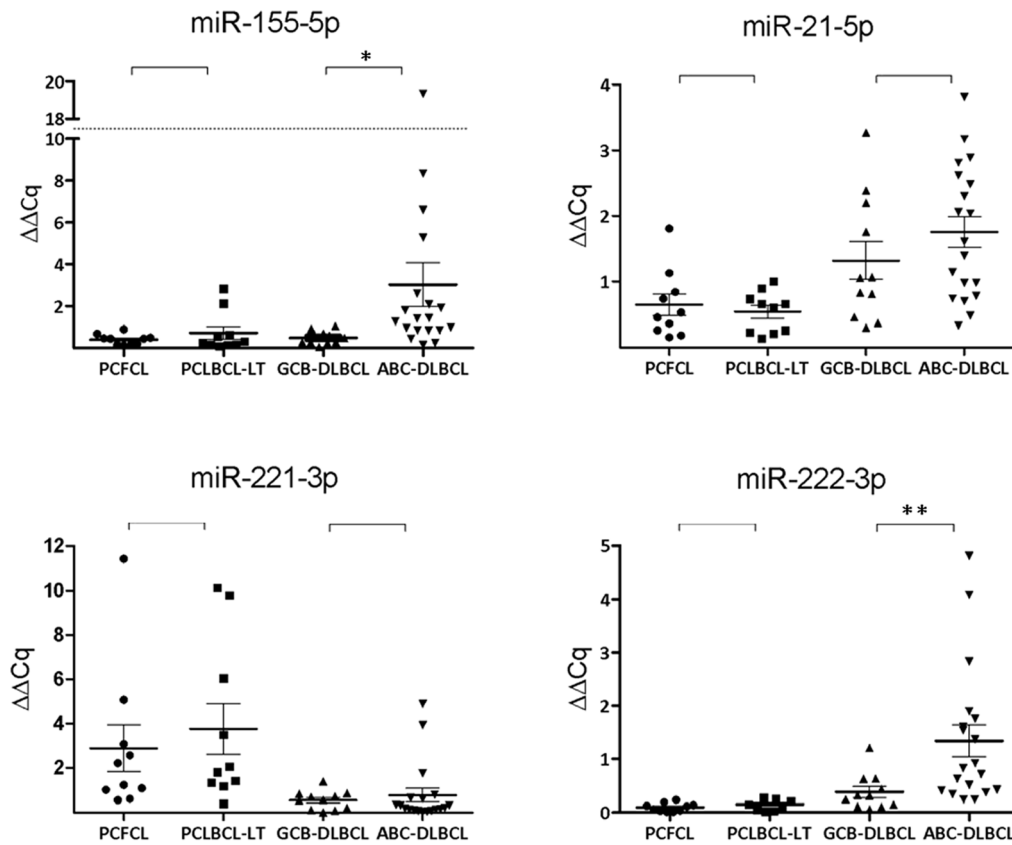 miR-155-5p
*
20
18
10
8
6
4
2
ΔΔCq
PCFCL PCLBCL-LT GCB-DLBCL ABC-DLBCL
miR-21-5p
4
3
2
1
ΔΔCq
PCFCL PCLBCL-LT GCB-DLBCL ABC-DLBCL
miR-221-3p
12
10
8
6
4
2
ΔΔCq
PCFCL PCLBCL-LT GCB-DLBCL ABC-DLBCL
miR-222-3p
**
5
4
3
2
1
0
ΔΔCq
PCFCL PCLBCL-LT GCB-DLBCL ABC-DLBCL